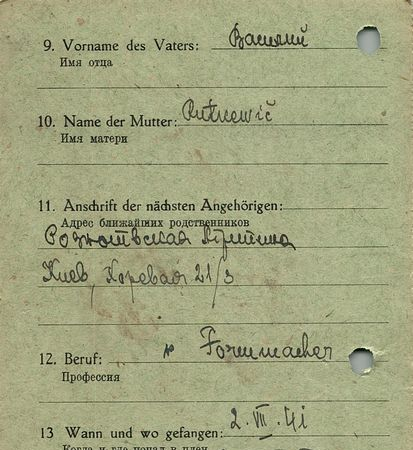 9. Vorname des Vaters: Василий
Имя отца
10. Name der Mutter: Rutkewič
Имя матери
11. Anschrift der nächsten Angehörigen:
Адрес ближайших родственников
Киев, 21/3
12. Beruf: Formmacher
Профессия
13 Wann und wo gefangen: 2. VIII. 41
Когда и где попал в плен